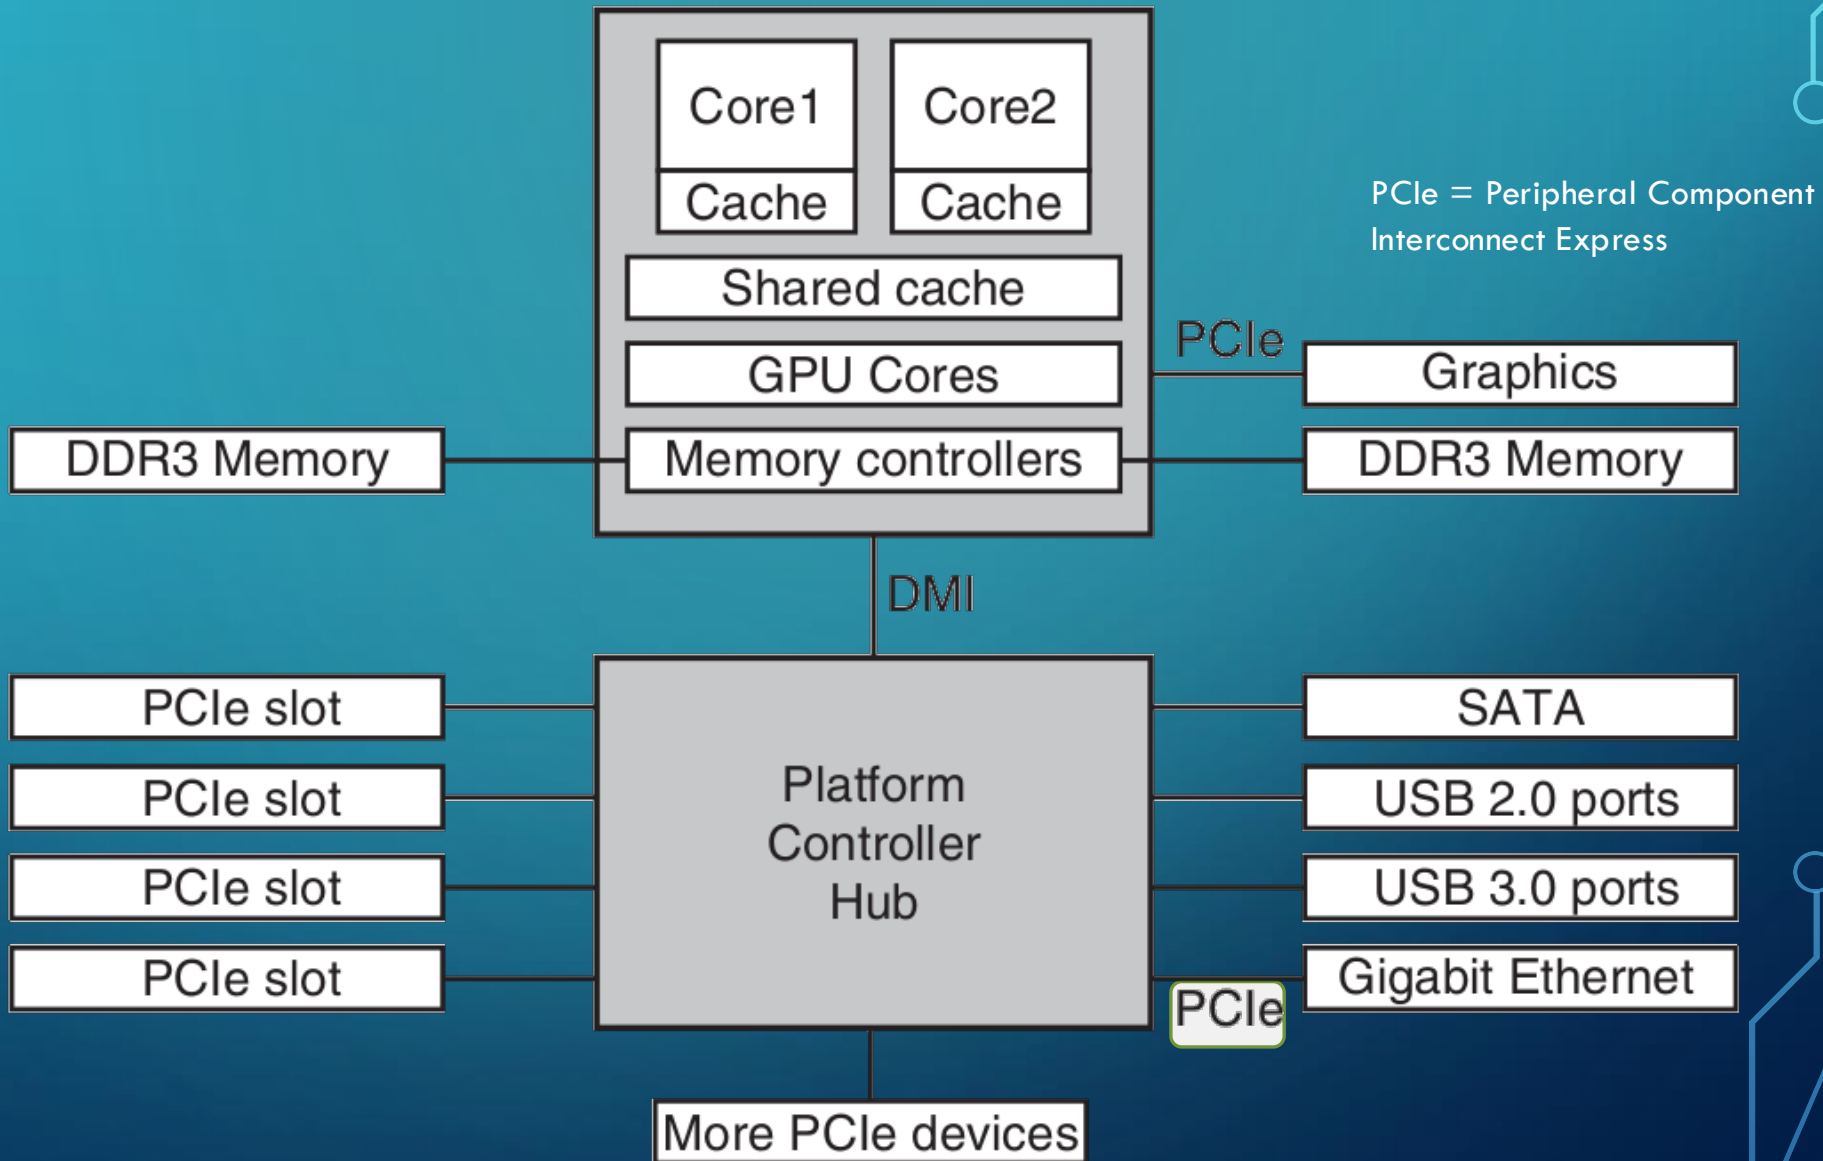 Core1
Core2
Cache
Cache
PCIe = Peripheral Component
Interconnect Express
Shared cache
PCIe
GPU Cores
Graphics
DDR3 Memory
Memory controllers
DDR3 Memory
DMI
PCIe slot
SATA
PCIe slot
Platform
Controller
Hub
USB 2.0 ports
PCIe slot
USB 3.0 ports
PCIe slot
Gigabit Ethernet
PCIe
More PCIe devices